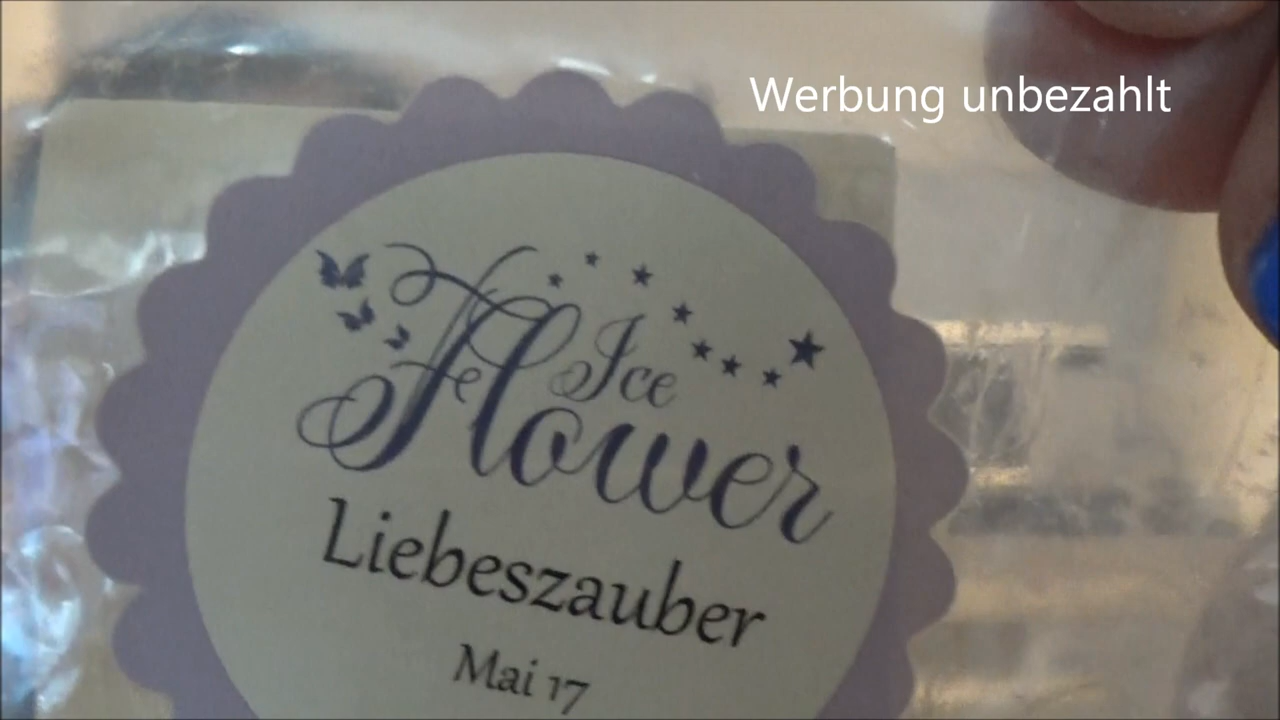 Werbung unbezahlt
Ice
Flower
Liebeszauber
Mai 17